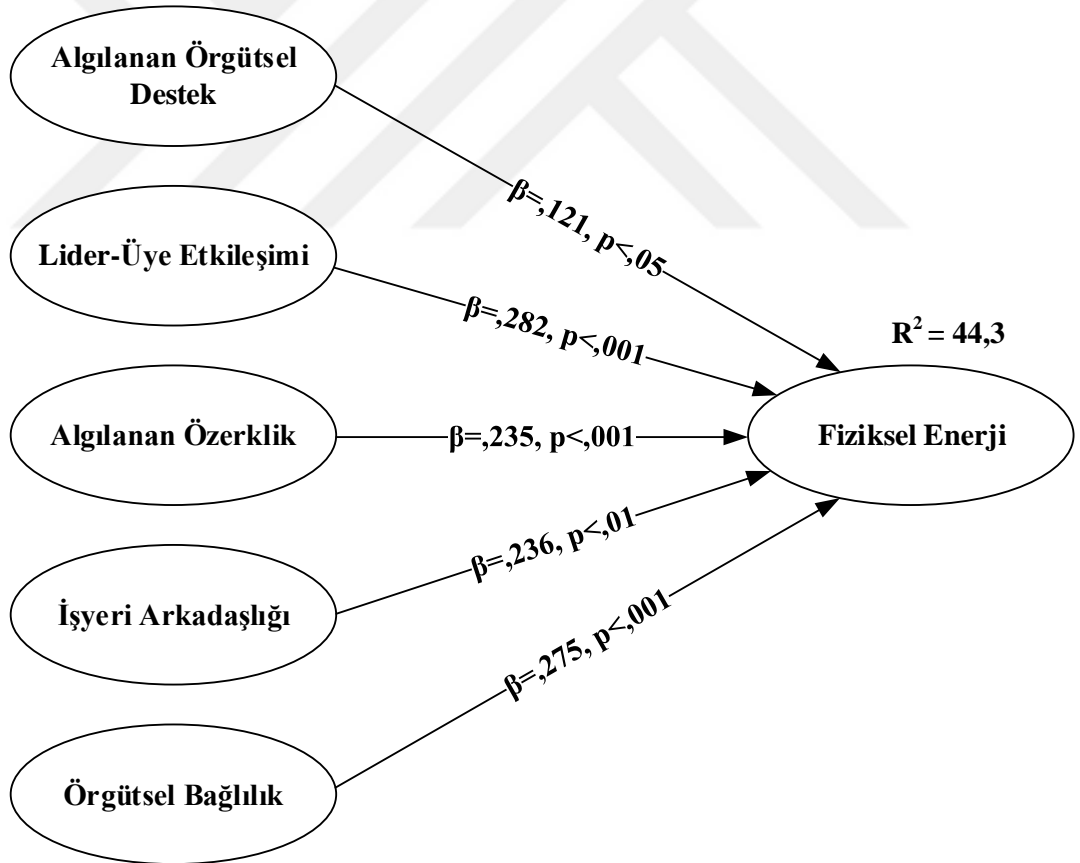 Algılanan Örgütsel
Destek
β=,121, p<,05
Lider-Üye Etkileşimi
β=,282, p<,001
R² = 44,3
Algılanan Özerklik
β=,235, p<,001
Fiziksel Enerji
İşyeri Arkadaşlığı
β=,236, p<,01
Örgütsel Bağlılık
β=,275, p<,001